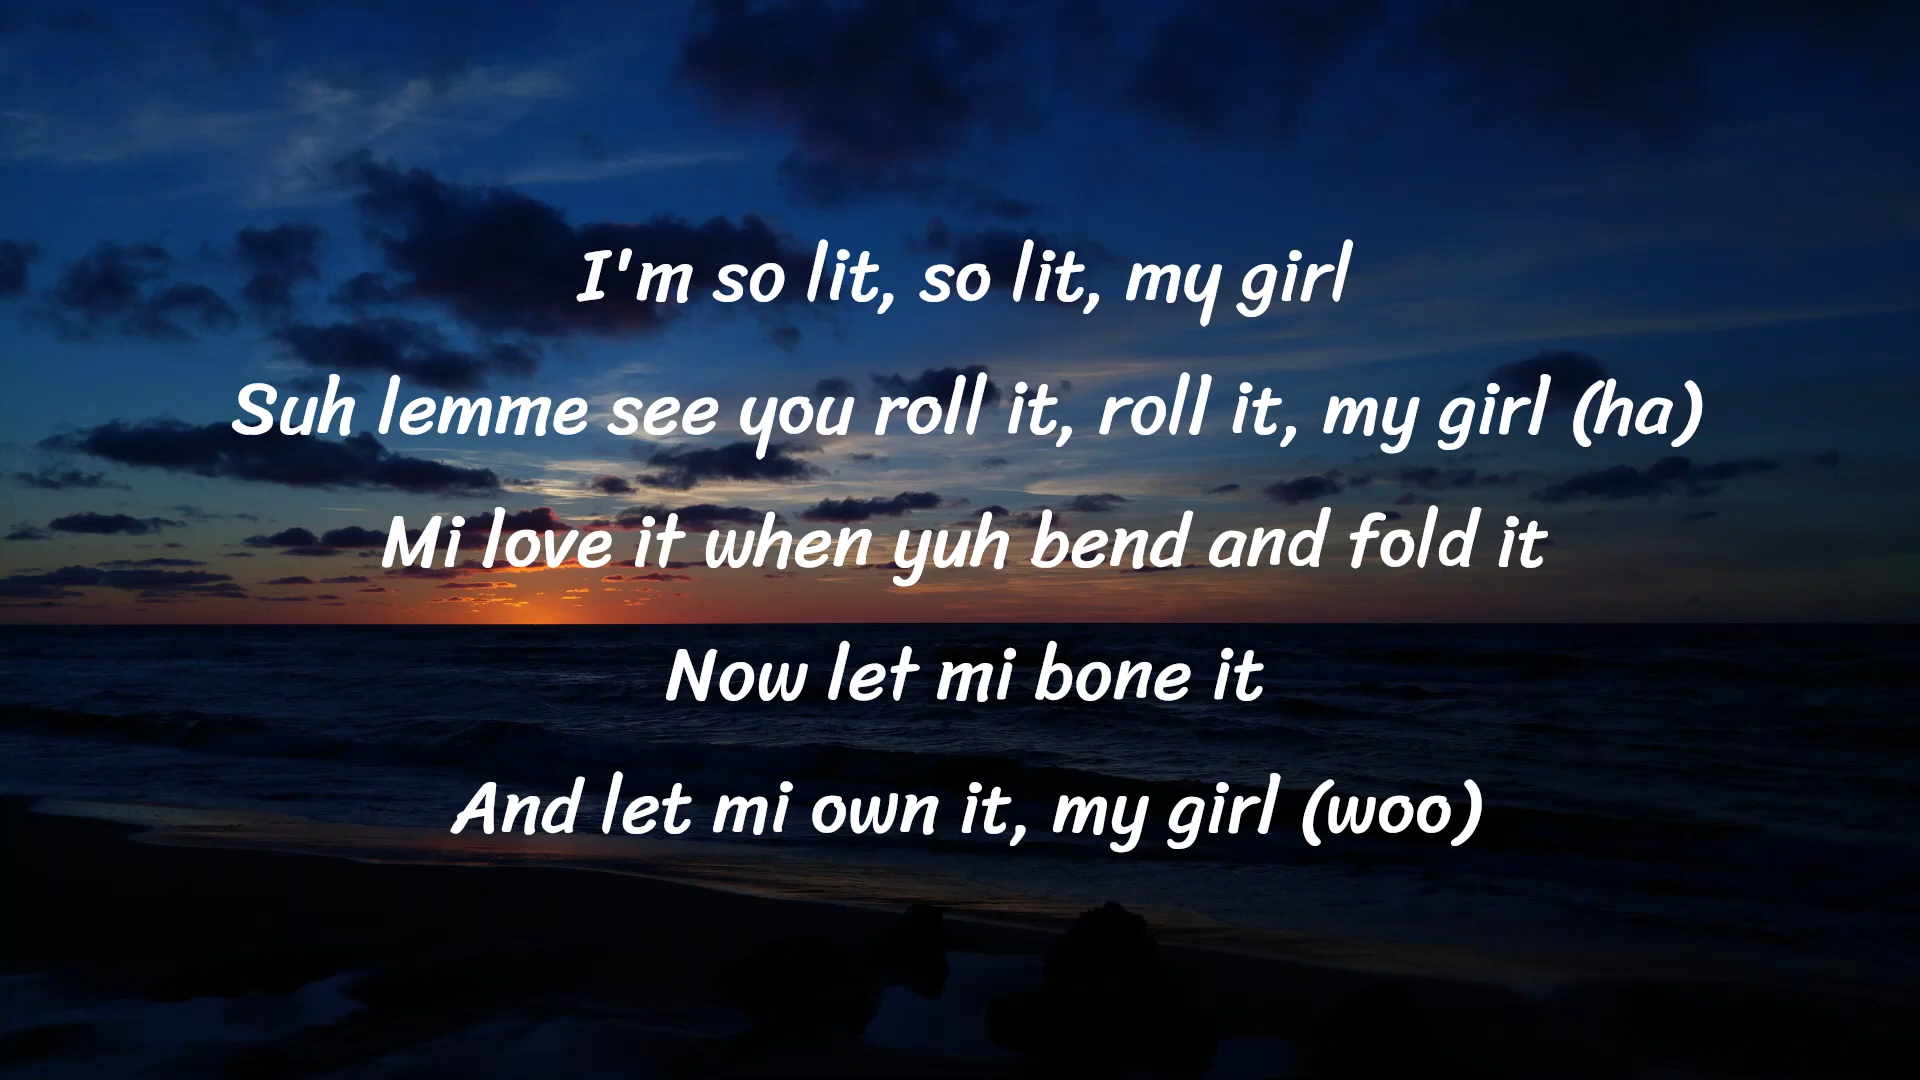 I'm so lit, so lit, my girl
Suh lemme see you roll it, roll it, my girl (ha)
Mi love it when yuh bend and fold it
Now let mi bone it
And let mi own it, my girl (woo)